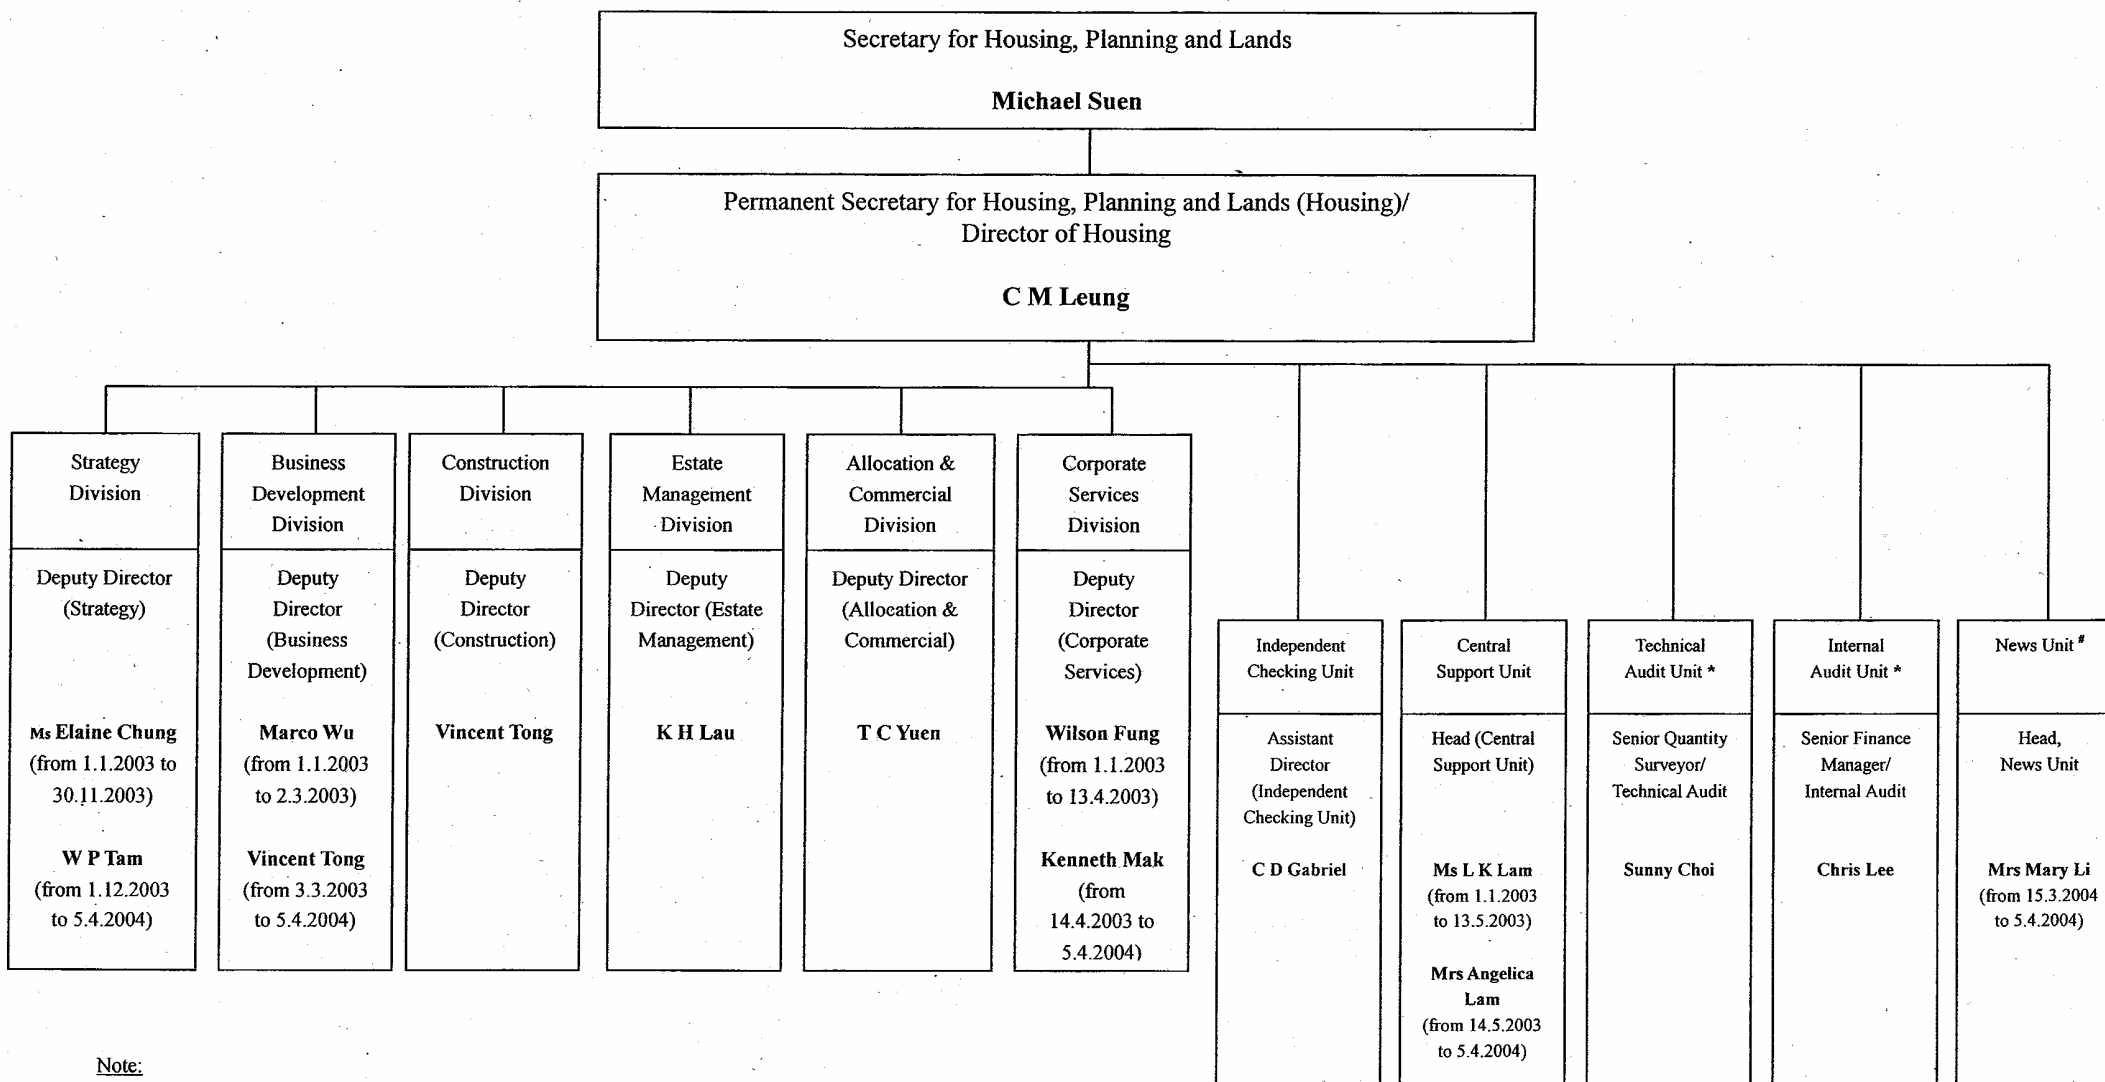 Secretary for Housing, Planning and Lands
Michael Suen
Permanent Secretary for Housing, Planning and Lands (Housing)/
Director of Housing
C M Leung
Strategy
Division
Deputy Director
(Strategy)
Ms Elaine Chung
(from 1.1.2003 to
30.11.2003)
W P Tam
(from 1.12.2003
to 5.4.2004)
Business
Development
Division
Deputy
Director
(Business
Development)
Marco Wu
(from 1.1.2003
to 2.3.2003)
Vincent Tong
(from 3.3.2003
to 5.4.2004)
Construction
Division
Deputy
Director
(Construction)
Vincent Tong
Estate
Management
Division
Deputy
Director (Estate
Management)
K H Lau
Allocation &
Commercial
Division
Deputy Director
(Allocation &
Commercial)
T C Yuen
Corporate
Services
Division
Deputy
Director
(Corporate
Services)
Wilson Fung
(from 1.1.2003
to 13.4.2003)
Kenneth Mak
(from
14.4.2003 to
5.4.2004)
Independent
Checking Unit
Assistant
Director
(Independent
Checking Unit)
C D Gabriel
Central
Support Unit
Head (Central
Support Unit)
Ms L K Lam
(from 1.1.2003
to 13.5.2003)
Mrs Angelica
Lam
(from 14.5.2003
to 5.4.2004)
Technical
Audit Unit *
Senior Quantity
Surveyor/
Technical Audit
Sunny Choi
Internal
Audit Unit *
Senior Finance
Manager/
Internal Audit
Chris Lee
News Unit #
Head,
News Unit
Mrs Mary Li
(from 15.3.2004
to 5.4.2004)
Note: